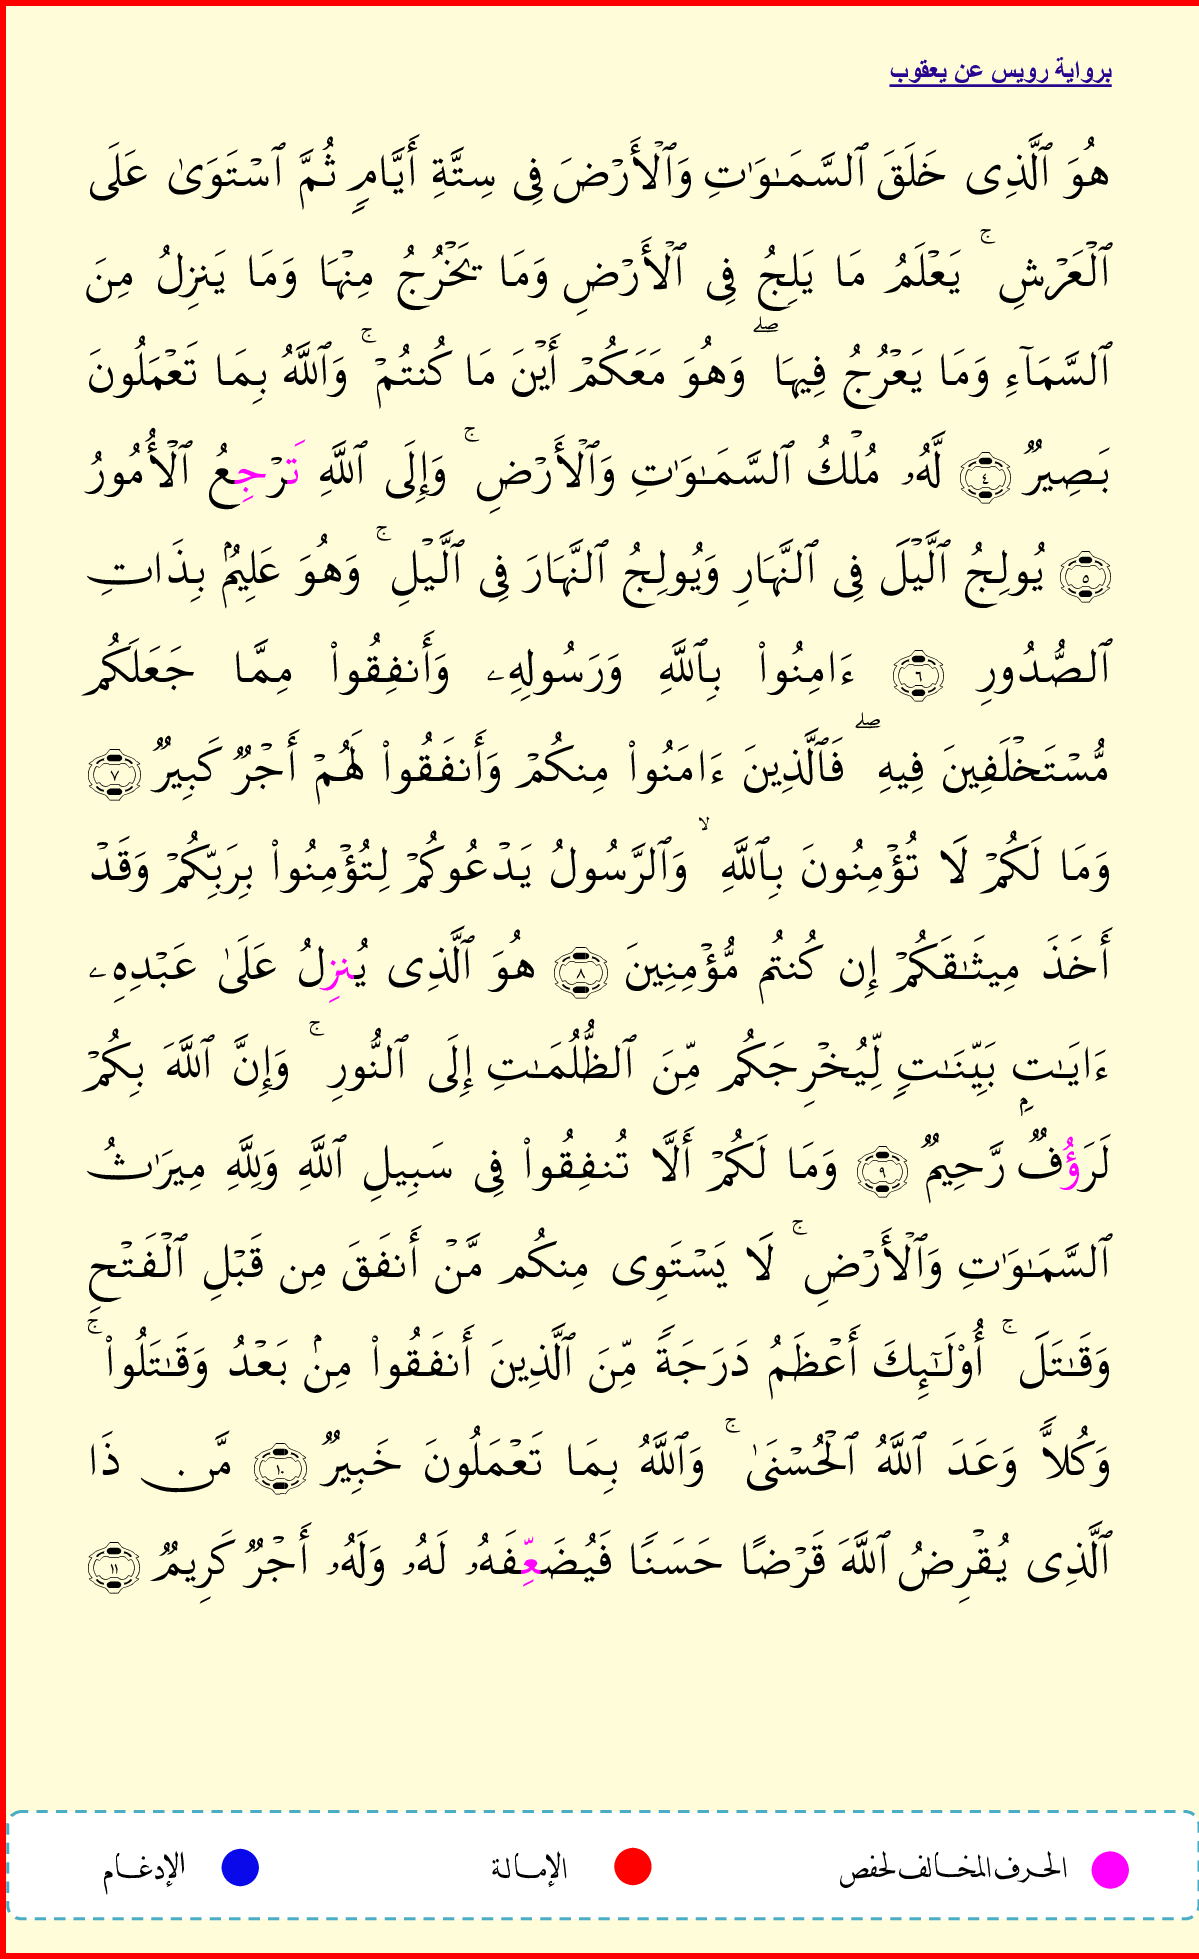 برواية رويس عن يعقوب
هُوَ ٱلَّذِى خَلَقَ ٱلسَّمَـٰوَٰتِ وَٱلۡأَرۡضَ فِى سِتَّةِ أَيَّامٍ ثُمَّ ٱسۡتَوَىٰ عَلَى
ٱلۡعَرۡشِ ۚ يَعۡلَمُ مَا يَلِجُ فِى ٱلۡأَرۡضِ وَمَا يَخۡرُجُ مِنۡهَا وَمَا يَنزِلُ مِنَ
ٱلسَّمَآءِ وَمَا يَعۡرُجُ فِيهَا ۖ وَهُوَ مَعَكُمۡ أَيۡنَ مَا كُنتُمۡ ۚ وَٱللَّهُ بِمَا تَعۡمَلُونَ
بَصِيرٌ ٤ لَّهُۥ مُلۡكُ ٱلسَّمَـٰوَٰتِ وَٱلۡأَرۡضِ ۚ وَإِلَى ٱللَّهِ تَرۡجِعُ ٱلۡأُمُورُ
٥ يُولِجُ ٱلَّيۡلَ فِى ٱلنَّهَارِ وَيُولِجُ ٱلنَّهَارَ فِى ٱلَّيۡلِ ۚ وَهُوَ عَلِيمُۢ بِذَاتِ
ٱلصُّدُورِ ٦ ءَامِنُوا۟ بِٱللَّهِ وَرَسُولِهِۦ وَأَنفِقُوا۟ مِمَّا جَعَلَكُم
مُّسۡتَخۡلَفِينَ فِيهِ ۖ فَٱلَّذِينَ ءَامَنُوا۟ مِنكُمۡ وَأَنفَقُوا۟ لَهُمۡ أَجۡرٌ كَبِيرٌ ٧
وَمَا لَكُمۡ لَا تُؤۡمِنُونَ بِٱللَّهِ ۙ وَٱلرَّسُولُ يَدۡعُوكُمۡ لِتُؤۡمِنُوا۟ بِرَبِّكُمۡ وَقَدۡ
أَخَذَ مِيثَـٰقَكُمۡ إِن كُنتُم مُّؤۡمِنِينَ ٨ هُوَ ٱلَّذِى يُنزِلُ عَلَىٰ عَبۡدِهِۦ
ءَايَـٰتِۭ بَيِّنَـٰتٍ لِّيُخۡرِجَكُم مِّنَ ٱلظُّلُمَـٰتِ إِلَى ٱلنُّورِ ۚ وَإِنَّ ٱللَّهَ بِكُمۡ
لَرَؤُفٌ رَّحِيمٌ ٩ وَمَا لَكُمۡ أَلَّا تُنفِقُوا۟ فِى سَبِيلِ ٱللَّهِ وَلِلَّهِ مِيرَٰثُ
ٱلسَّمَـٰوَٰتِ وَٱلۡأَرۡضِ ۚ لَا يَسۡتَوِى مِنكُم مَّنۡ أَنفَقَ مِن قَبۡلِ ٱلۡفَتۡحِ
وَقَـٰتَلَ ۚ أُو۟لَـٰٓئِكَ أَعۡظَمُ دَرَجَةً مِّنَ ٱلَّذِينَ أَنفَقُوا۟ مِنۢ بَعۡدُ وَقَـٰتَلُوا۟ ۚ
وَكُلاًّ وَعَدَ ٱللَّهُ ٱلۡحُسۡنَىٰ ۚ وَٱللَّهُ بِمَا تَعۡمَلُونَ خَبِيرٌ ١٠ مَّن ذَا
ٱلَّذِى يُقۡرِضُ ٱللَّهَ قَرۡضًا حَسَنًا فَيُضَعِّفَهُۥ لَهُۥ وَلَهُۥ أَجۡرٌ كَرِيمٌ ١١
الحرف المخالف لحفص الإمالة الإدغام